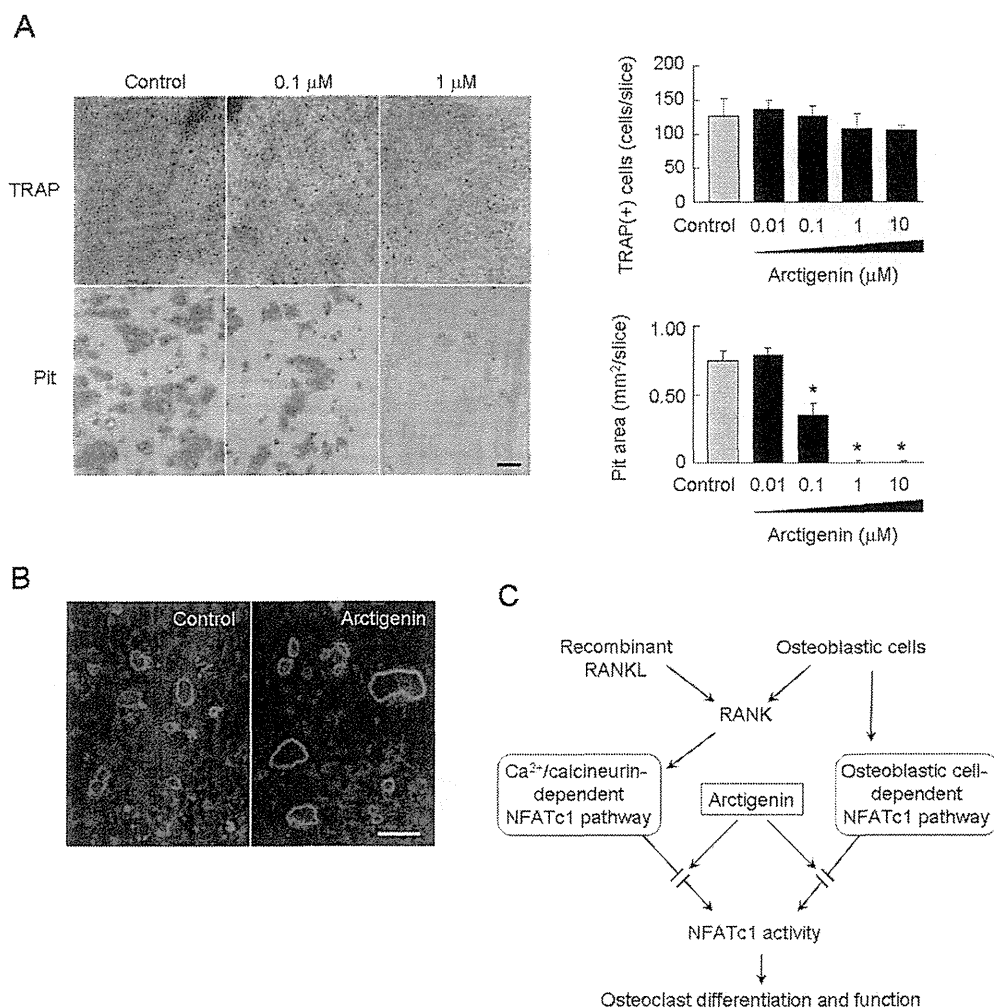 A
Control 0.1 μM 1 μM
TRAP
Pit
TRAP(+) cells (cells/slice)
200
150
100
50
0
Control 0.01 0.1 1 10
Arctigenin (μM)
Pit area (mm²/slice)
1.00
0.50
0
* * *
Control 0.01 0.1 1 10
Arctigenin (μM)
B
Control Arctigenin
C
Recombinant
RANKL
Osteoblastic cells
RANK
Ca²⁺/calcineurin-
dependent
NFATc1 pathway
Arctigenin
Osteoblastic cell-
dependent
NFATc1 pathway
NFATc1 activity
Osteoclast differentiation and function